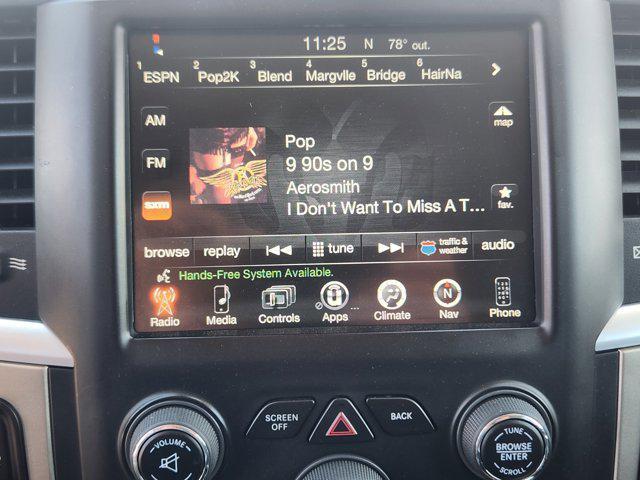 11:25 N 78° out.
1 ESPN 2 Pop2K 3 Blend 4 Margvlle 5 Bridge 6 HairNa
AM
map
Pop
FM
9 90s on 9
Aerosmith
sxm
I Don't Want To Miss A T...
fav.
browse replay tune traffic & weather audio
Hands-Free System Available.
Radio Media Controls Apps ... Climate Nav Phone
SCREEN OFF
BACK
VOLUME
TUNE
BROWSE
ENTER
SCROLL